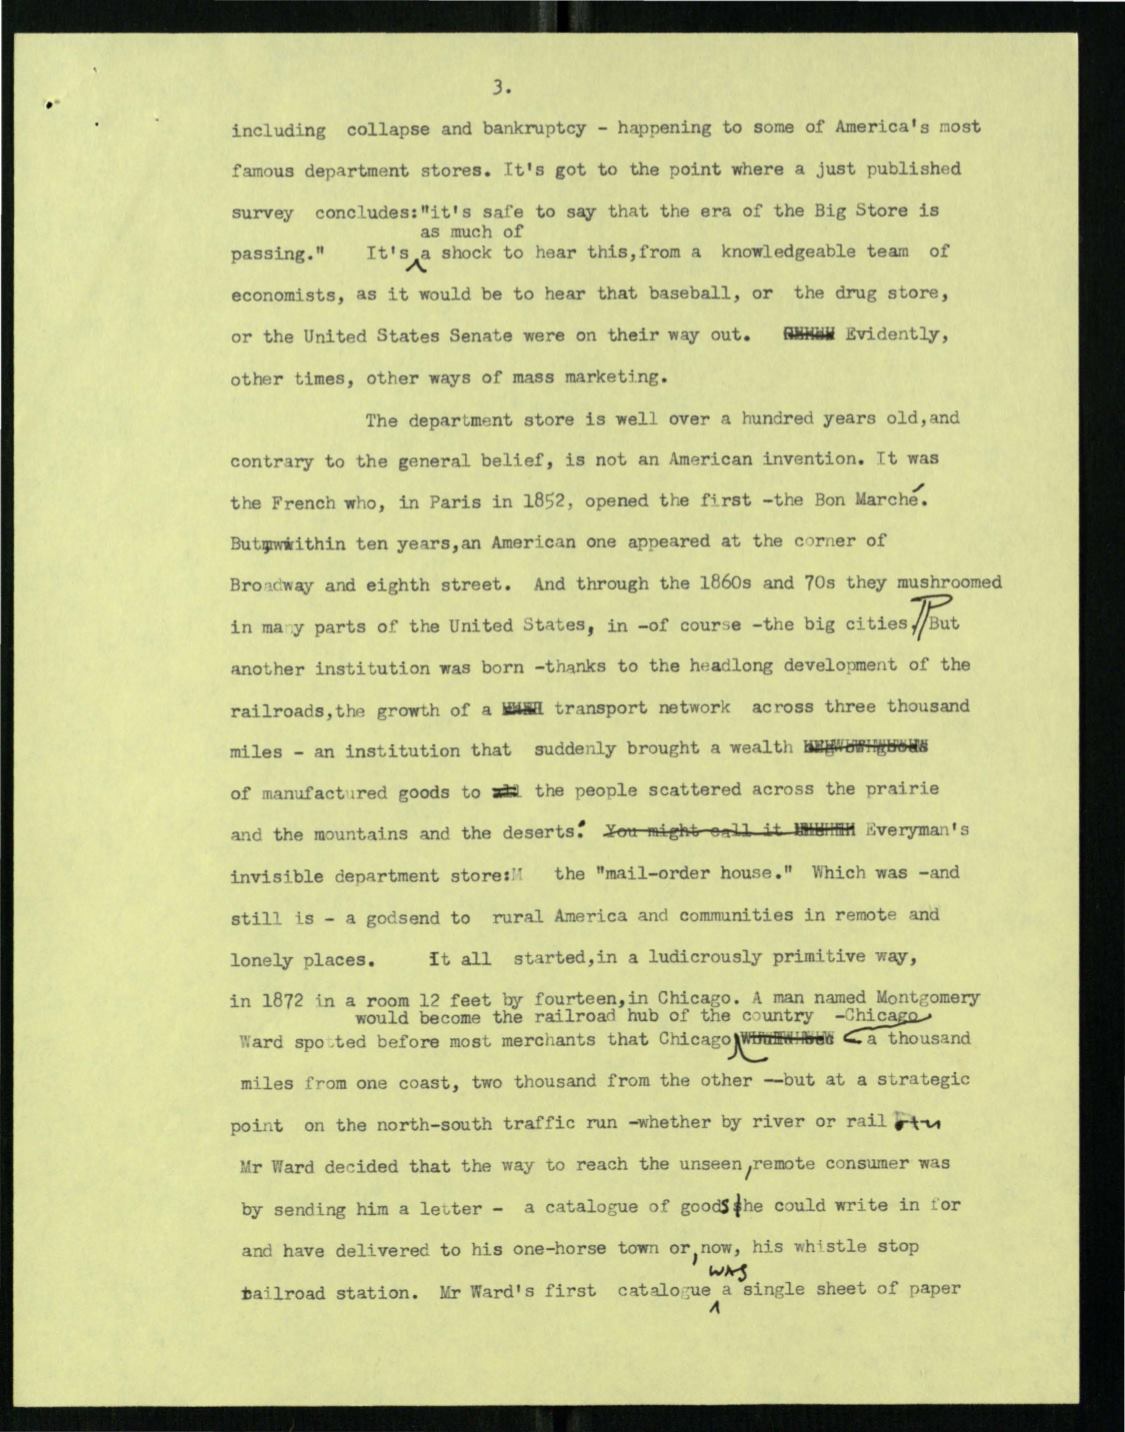 3.
including collapse and bankruptcy - happening to some of America's most
famous department stores. It's got to the point where a just published
survey concludes:"it's safe to say that the era of the Big Store is
as much of
passing." It's a shock to hear this,from a knowledgeable team of
economists, as it would be to hear that baseball, or the drug store,
or the United States Senate were on their way out. Evidently,
other times, other ways of mass marketing.
The department store is well over a hundred years old,and
contrary to the general belief, is not an American invention. It was
the French who, in Paris in 1852, opened the first -the Bon Marché.
But within ten years,an American one appeared at the corner of
Broadway and eighth street. And through the 1860s and 70s they mushroomed
in many parts of the United States, in -of course -the big cities. But
another institution was born -thanks to the headlong development of the
railroads,the growth of a transport network across three thousand
miles - an institution that suddenly brought a wealth
of manufactured goods to all the people scattered across the prairie
and the mountains and the deserts: You might call it Everyman's
invisible department store: the "mail-order house." Which was -and
still is - a godsend to rural America and communities in remote and
lonely places. It all started,in a ludicrously primitive way,
in 1872 in a room 12 feet by fourteen,in Chicago. A man named Montgomery
would become the railroad hub of the country -Chicago
Ward spotted before most merchants that Chicago a thousand
miles from one coast, two thousand from the other --but at a strategic
point on the north-south traffic run -whether by river or rail
Mr Ward decided that the way to reach the unseen,remote consumer was
by sending him a letter - a catalogue of goods he could write in for
and have delivered to his one-horse town or,now, his whistle stop
railroad station. Mr Ward's first catalogue a single sheet of paper
was